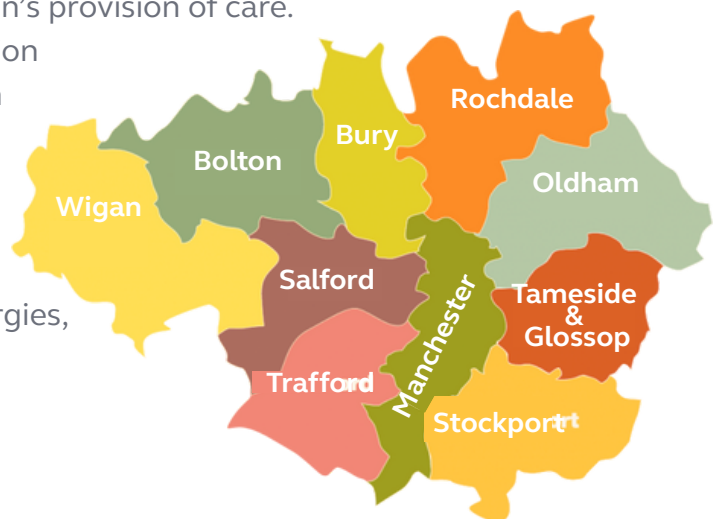 n's provision of care.
on
rgies,
Rochdale
Bury
Bolton
Oldham
Wigan
Salford
Tameside
&
Glossop
Manchester
Trafford
Stockport